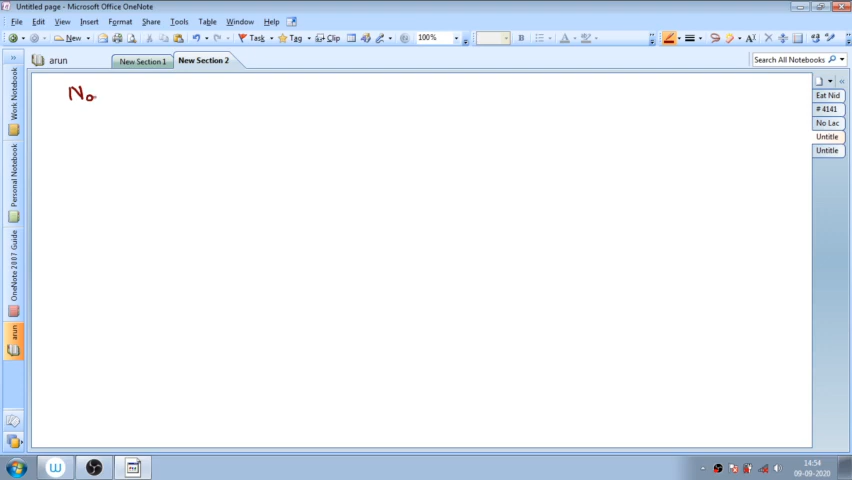 Untitled page - Microsoft Office OneNote
File Edit View Insert Format Share Tools Table Window Help
New Task Tag Clip 100% B A
arun New Section 1 New Section 2 Search All Notebooks
No
Eat Nid
# 4141
No Lac
Untitle
Untitle
Work Notebook
Personal Notebook
OneNote 2007 Guide
arun
14:54
09-09-2020